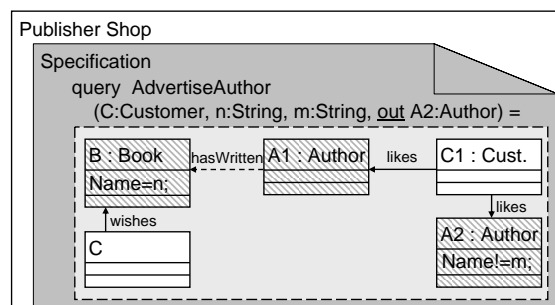 Publisher Shop
Specification
query AdvertiseAuthor
(C:Customer, n:String, m:String, out A2:Author) =
B : Book
Name=n;
hasWritten
A1 : Author
likes
C1 : Cust.
wishes
likes
C
A2 : Author
Name!=m;